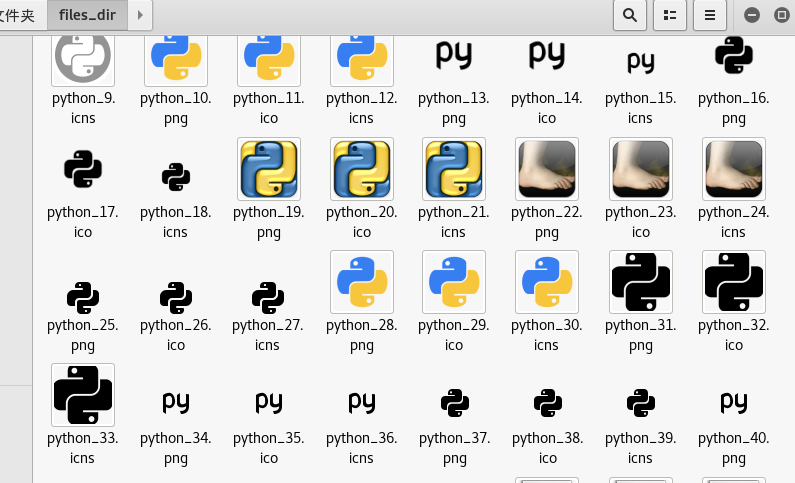 文件夹 files_dir
python_9. python_10. python_11. python_12. python_13. python_14. python_15. python_16.
icns png ico icns png ico icns png
python_17. python_18. python_19. python_20. python_21. python_22. python_23. python_24.
ico icns png ico icns png ico icns
python_25. python_26. python_27. python_28. python_29. python_30. python_31. python_32.
png ico icns png ico icns png ico
py py py
py py py py
python_33. python_34. python_35. python_36. python_37. python_38. python_39. python_40.
icns png ico icns png ico icns png